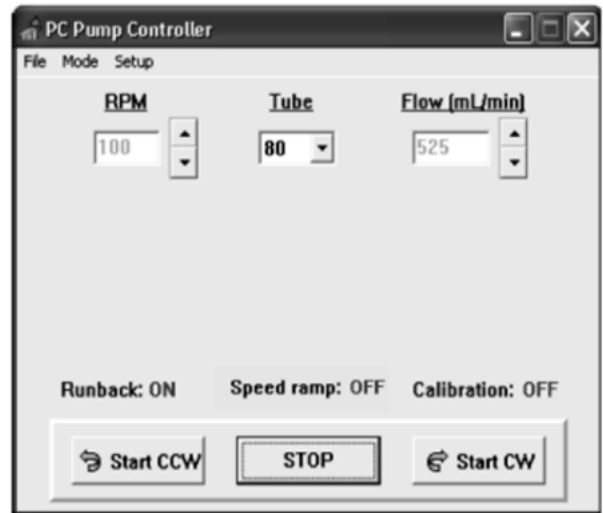 PC Pump Controller
File Mode Setup
RPM Tube Flow (mL/min)
100 80 525
Runback: ON Speed ramp: OFF Calibration: OFF
Start CCW STOP Start CW